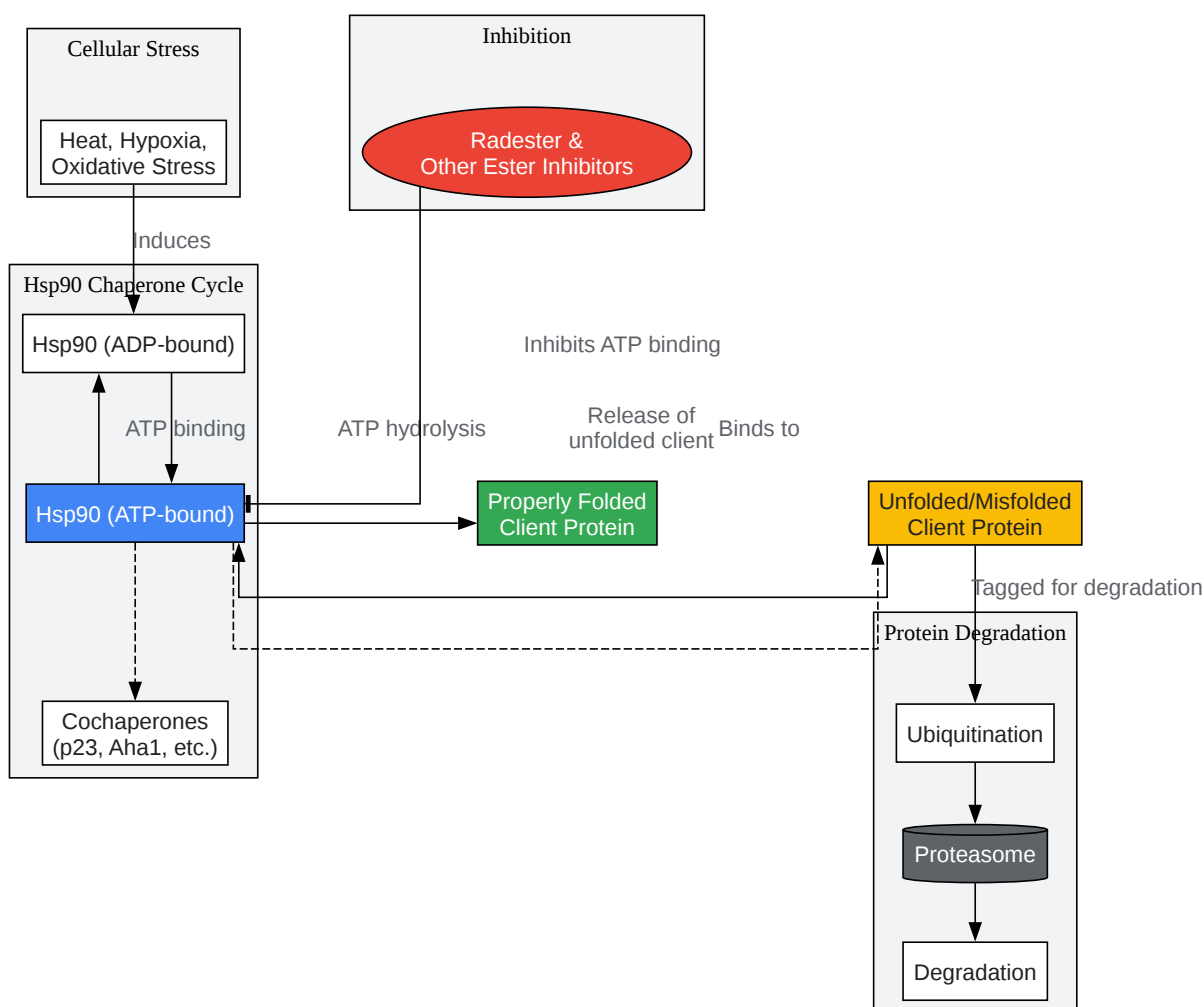 Cellular Stress
Inhibition
Heat, Hypoxia,
Oxidative Stress
Radester &
Other Ester Inhibitors
Induces
Hsp90 Chaperone Cycle
Hsp90 (ADP-bound)
Inhibits ATP binding
ATP binding
ATP hydrolysis
Release of
unfolded client
Binds to
Hsp90 (ATP-bound)
Properly Folded
Client Protein
Unfolded/Misfolded
Client Protein
Tagged for degradation
Protein Degradation
Cochaperones
(p23, Aha1, etc.)
Ubiquitination
Proteasome
Degradation